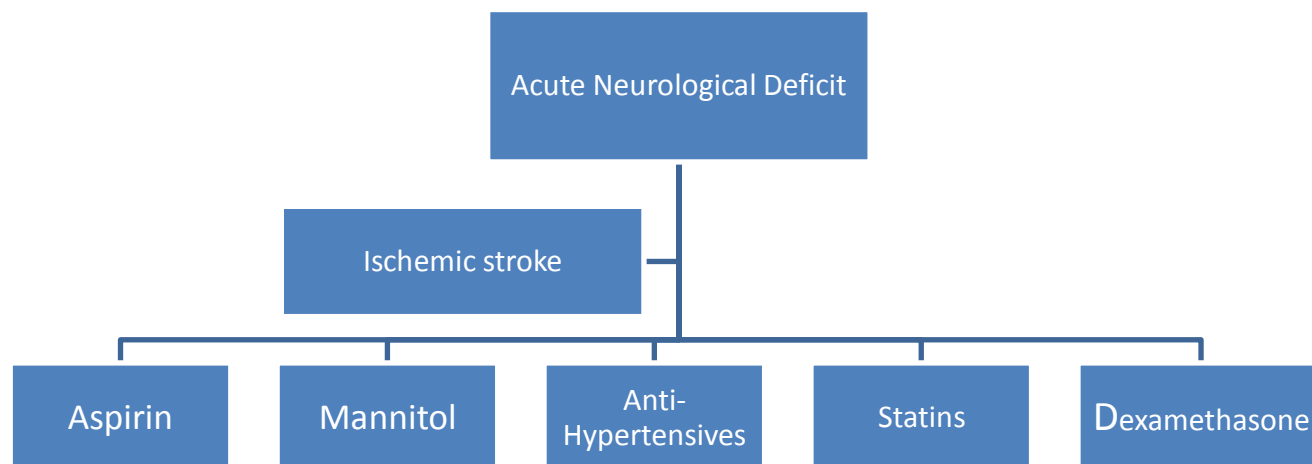 Acute Neurological Deficit
Ischemic stroke
Aspirin
Mannitol
Anti-
Hypertensives
Statins
Dexamethasone